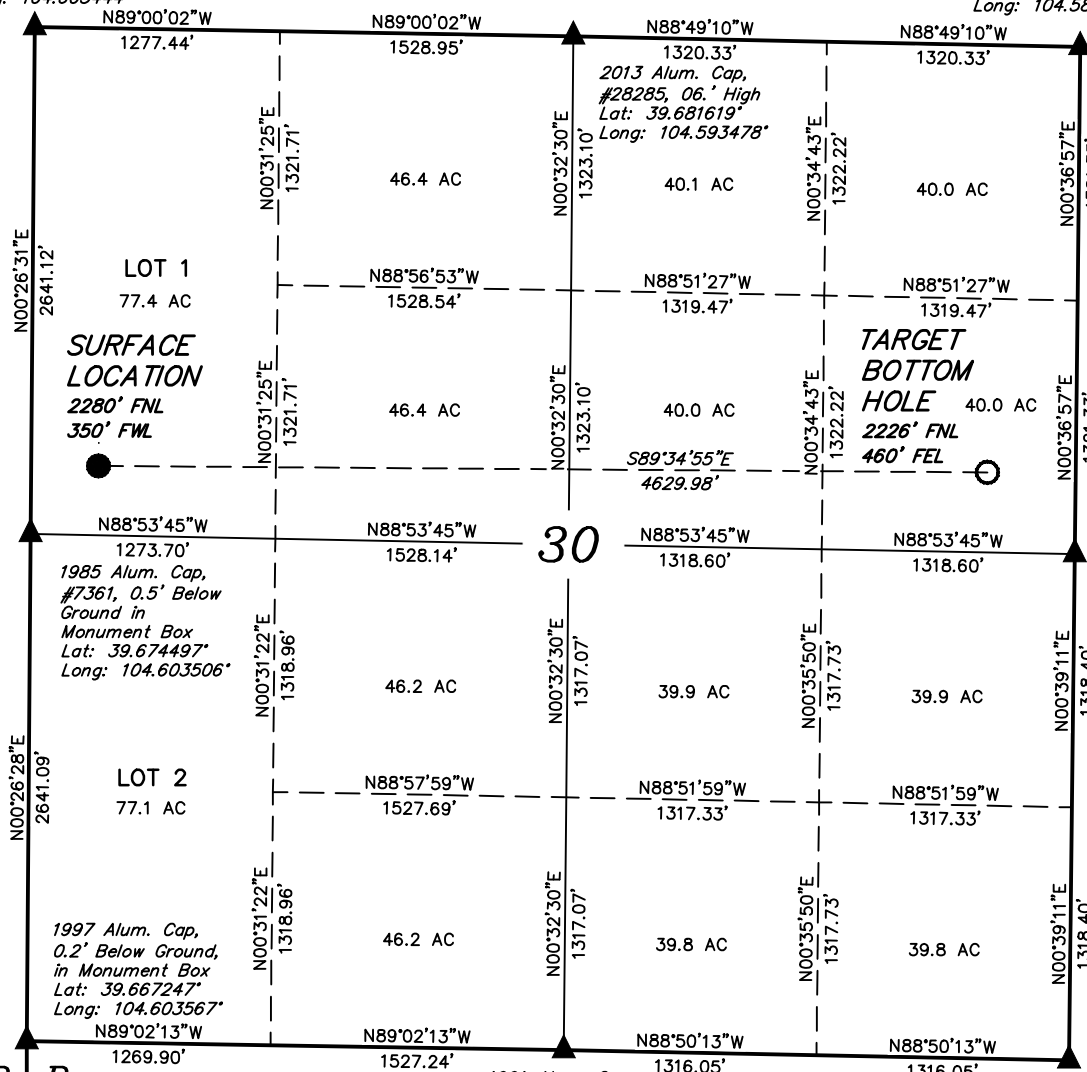 Long: 104.58
N89°00'02"W
1277.44'
N89°00'02"W
1528.95'
N88°49'10"W
1320.33'
N88°49'10"W
1320.33'
2013 Alum. Cap,
#28285, 06.' High
Lat: 39.681619°
Long: 104.593478°
N00°31'25"E
1321.71'
N00°32'30"E
1323.10'
N00°34'43"E
1322.22'
N00°36'57"E
46.4 AC
40.1 AC
40.0 AC
N00°26'31"E
2641.12'
LOT 1
77.4 AC
N88°56'53"W
1528.54'
N88°51'27"W
1319.47'
N88°51'27"W
1319.47'
SURFACE
LOCATION
2280' FNL
350' FWL
N00°31'25"E
1321.71'
46.4 AC
N00°32'30"E
1323.10'
40.0 AC
N00°34'43"E
1322.22'
TARGET
BOTTOM
HOLE
40.0 AC
2226' FNL
460' FEL
N00°36'57"E
S89°34'55"E
4629.98'
N88°53'45"W
1273.70'
N88°53'45"W
1528.14'
30
N88°53'45"W
1318.60'
N88°53'45"W
1318.60'
1985 Alum. Cap,
#7361, 0.5' Below
Ground in
Monument Box
Lat: 39.674497°
Long: 104.603506°
N00°31'22"E
1318.96'
46.2 AC
N00°32'30"E
1317.07'
39.9 AC
N00°35'50"E
1317.73'
39.9 AC
N00°39'11"E
1318.40'
N00°26'28"E
2641.09'
LOT 2
77.1 AC
N88°57'59"W
1527.69'
N88°51'59"W
1317.33'
N88°51'59"W
1317.33'
N00°31'22"E
1318.96'
46.2 AC
N00°32'30"E
1317.07'
39.8 AC
N00°35'50"E
1317.73'
39.8 AC
N00°39'11"E
1318.40'
1997 Alum. Cap,
0.2' Below Ground,
in Monument Box
Lat: 39.667247°
Long: 104.603567°
N89°02'13"W
1269.90'
N89°02'13"W
1527.24'
N88°50'13"W
1316.05'
N88°50'13"W
1316.05'